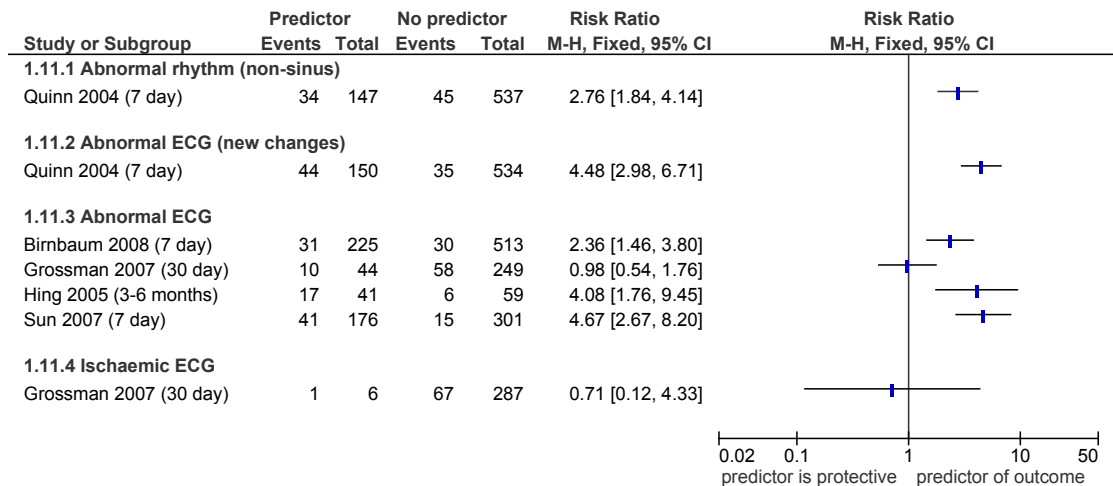 Predictor No predictor Risk Ratio Risk Ratio
Study or Subgroup Events Total Events Total M-H, Fixed, 95% CI M-H, Fixed, 95% CI
1.11.1 Abnormal rhythm (non-sinus)
Quinn 2004 (7 day) 34 147 45 537 2.76 [1.84, 4.14]
1.11.2 Abnormal ECG (new changes)
Quinn 2004 (7 day) 44 150 35 534 4.48 [2.98, 6.71]
1.11.3 Abnormal ECG
Birnbaum 2008 (7 day) 31 225 30 513 2.36 [1.46, 3.80]
Grossman 2007 (30 day) 10 44 58 249 0.98 [0.54, 1.76]
Hing 2005 (3-6 months) 17 41 6 59 4.08 [1.76, 9.45]
Sun 2007 (7 day) 41 176 15 301 4.67 [2.67, 8.20]
1.11.4 Ischaemic ECG
Grossman 2007 (30 day) 1 6 67 287 0.71 [0.12, 4.33]
0.02 0.1 1 10 50
predictor is protective predictor of outcome